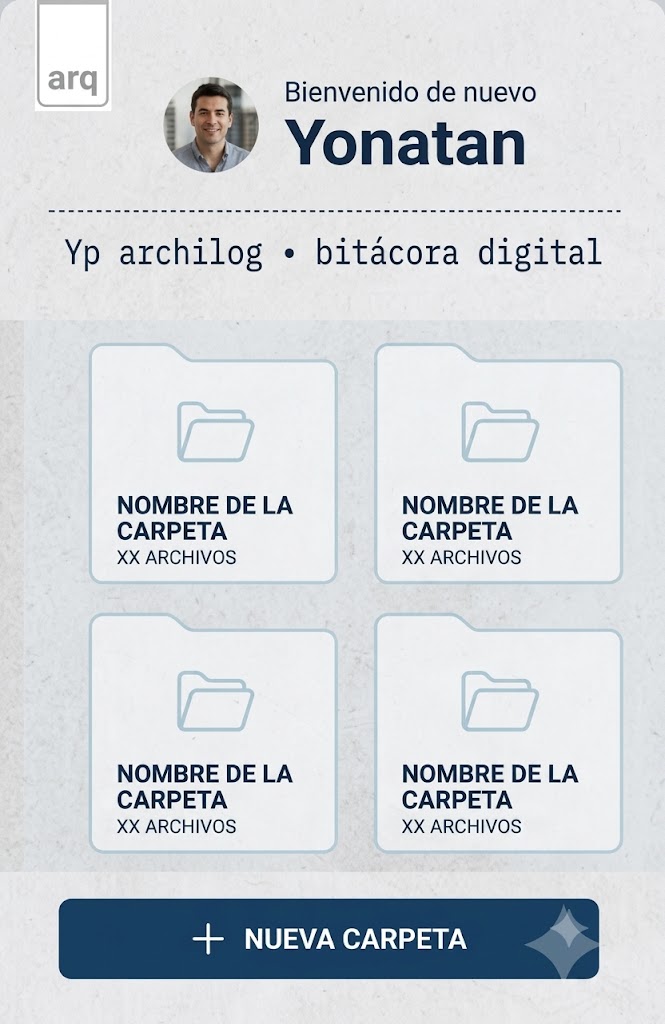 arq
Bienvenido de nuevo
Yonatan
Yp archilog • bitácora digital
NOMBRE DE LA
CARPETA
XX ARCHIVOS
NOMBRE DE LA
CARPETA
XX ARCHIVOS
NOMBRE DE LA
CARPETA
XX ARCHIVOS
NOMBRE DE LA
CARPETA
XX ARCHIVOS
+ NUEVA CARPETA